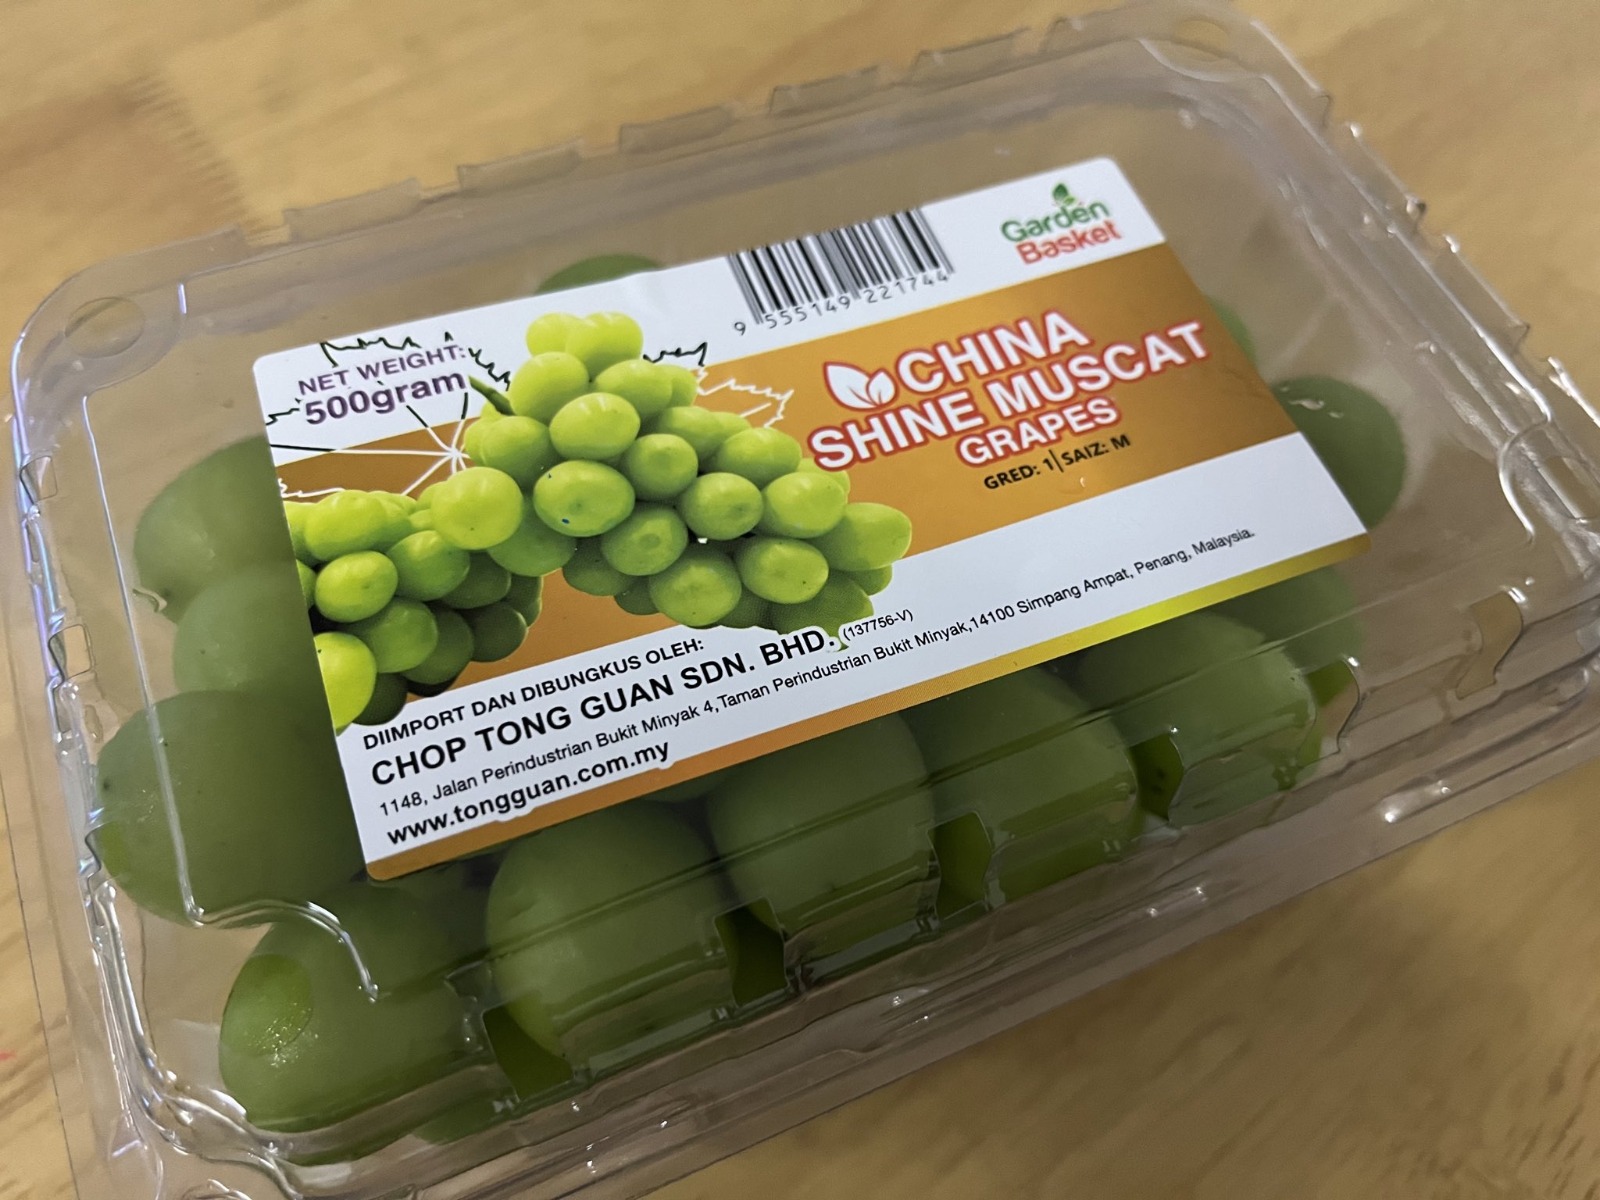 Garden
Basket
9 555149 221744
NET WEIGHT:
500gram
CHINA
SHINE MUSCAT
GRAPES
GRED: 1| SAIZ: M
DIIMPORT DAN DIBUNGKUS OLEH:
CHOP TONG GUAN SDN. BHD. (137756-V)
1148, Jalan Perindustrian Bukit Minyak 4,Taman Perindustrian Bukit Minyak,14100 Simpang Ampat, Penang, Malaysia.
www.tongguan.com.my